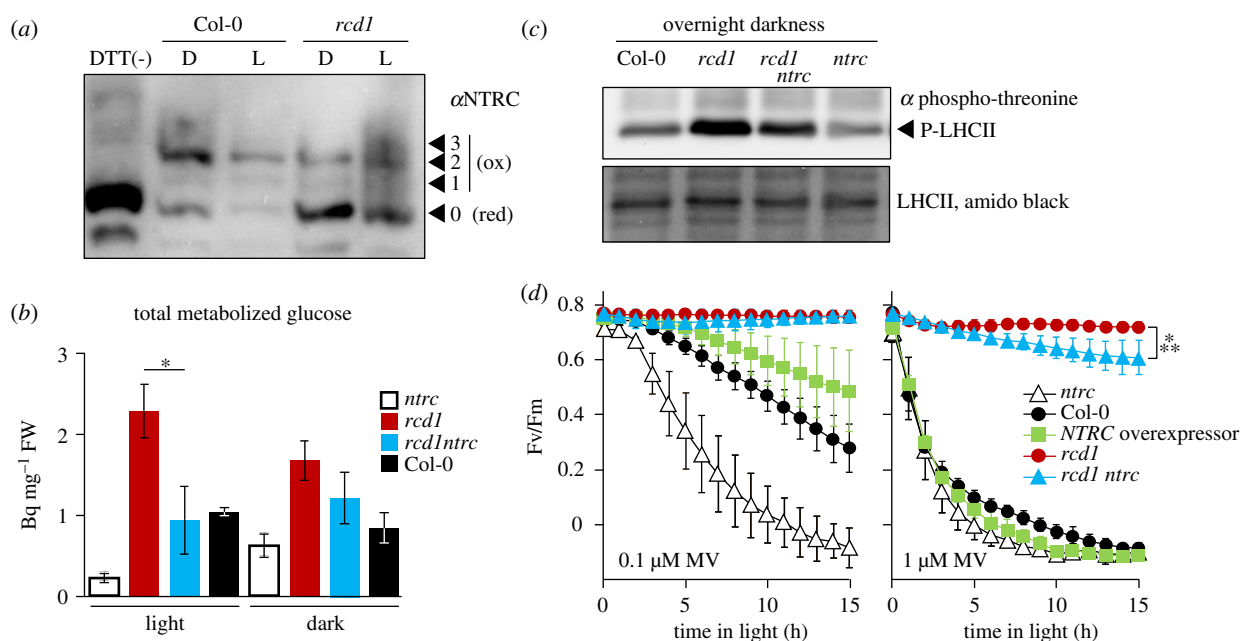 (a)
Col-0 rcd1
DTT(-) D L D L
αNTRC
3
2 (ox)
1
0 (red)
(b)
total metabolized glucose
Bq mg−1 FW
3
2
1
0
*
ntrc
rcd1
rcd1ntrc
Col-0
light dark
(c)
overnight darkness
Col-0 rcd1 rcd1 ntrc
ntrc
α phospho-threonine
P-LHCII
LHCII, amido black
(d)
Fv/Fm
0.8
0.6
0.4
0.2
0
0.1 µM MV
0 5 10 15
time in light (h)
*
**
ntrc
Col-0
NTRC overexpressor
rcd1
rcd1 ntrc
1 µM MV
0 5 10 15
time in light (h)